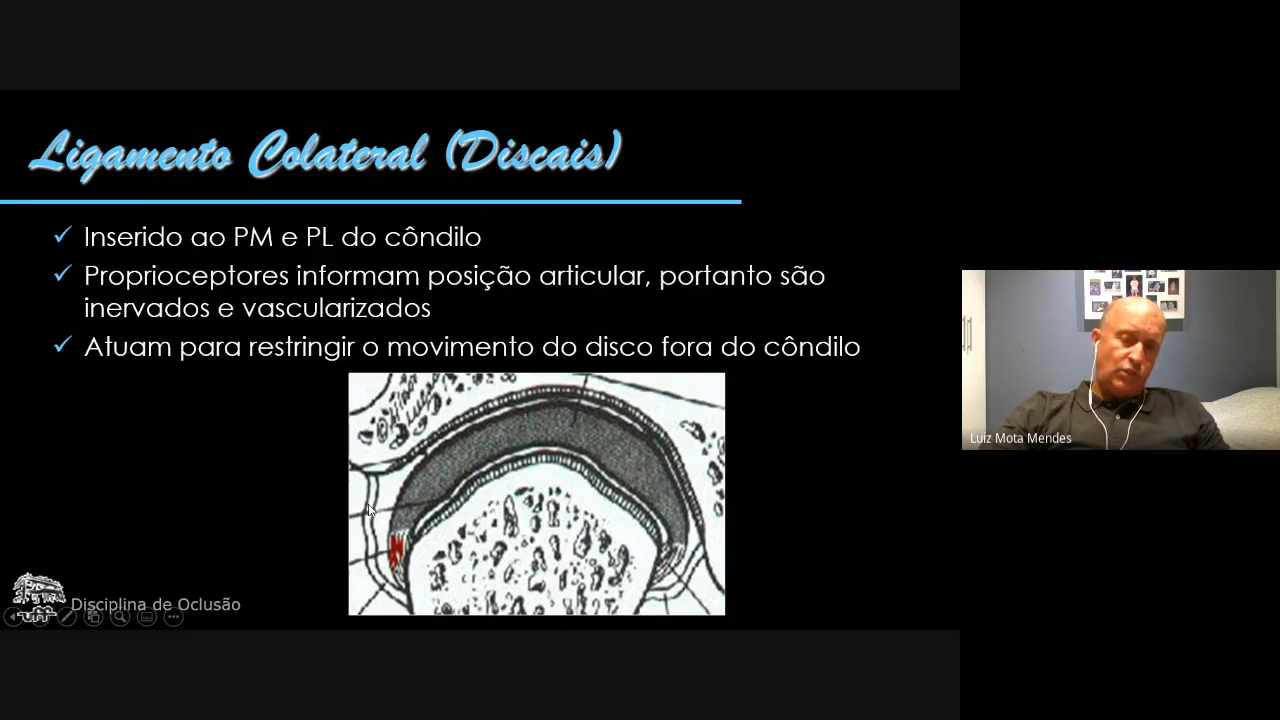 Ligamento Colateral (Discais)
Inserido ao PM e PL do côndilo
Proprioceptores informam posição articular, portanto são
inervados e vascularizados
Atuam para restringir o movimento do disco fora do côndilo
Disciplina de Oclusão
Luiz Mota Mendes